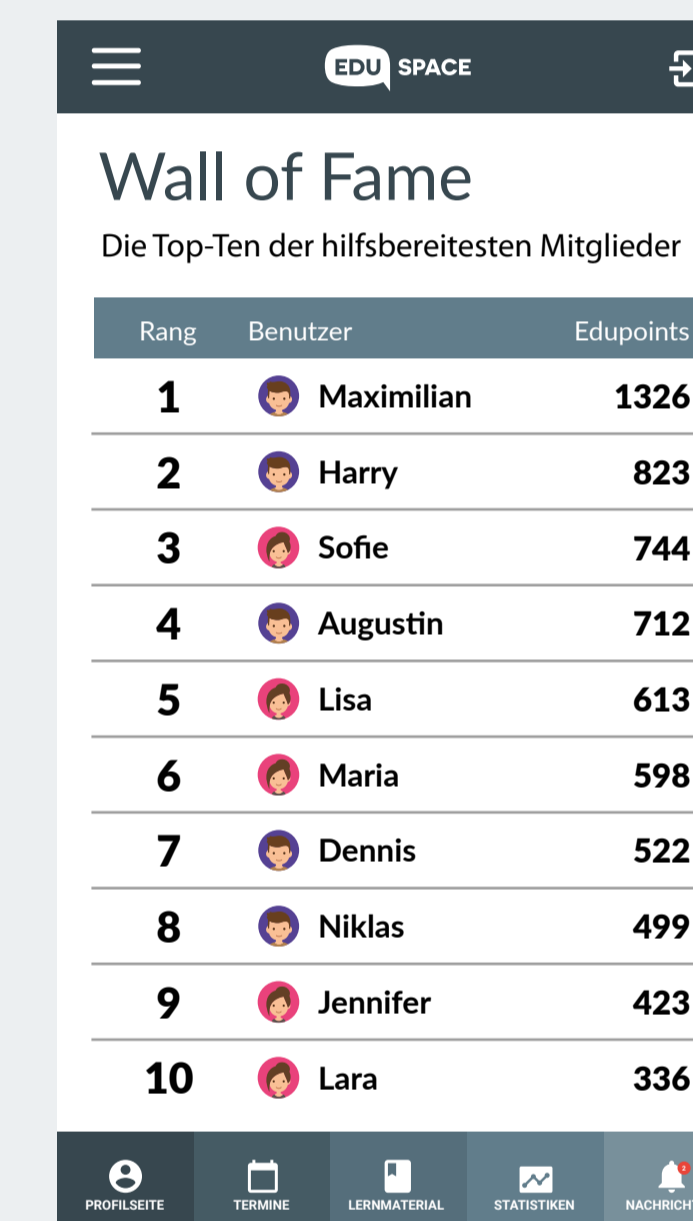 EDU SPACE
Wall of Fame
Die Top-Ten der hilfsbereitesten Mitglieder
Rang Benutzer Edupoints
1 Maximilian 1326
2 Harry 823
3 Sofie 744
4 Augustin 712
5 Lisa 613
6 Maria 598
7 Dennis 522
8 Niklas 499
9 Jennifer 423
10 Lara 336
2
PROFILSEITE TERMINE LERNMATERIAL STATISTIKEN NACHRICH